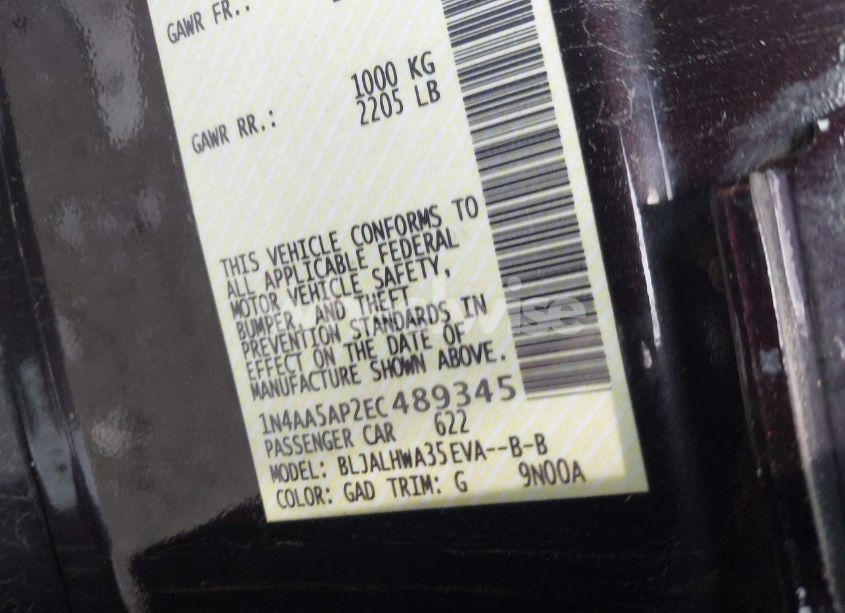 GAWR FR.:
1000 KG
GAWR RR.: 2205 LB
THIS VEHICLE CONFORMS TO
ALL APPLICABLE FEDERAL
MOTOR VEHICLE SAFETY,
BUMPER, AND THEFT
PREVENTION STANDARDS IN
EFFECT ON THE DATE OF
MANUFACTURE SHOWN ABOVE.
1N4AA5AP2EC489345
PASSENGER CAR 622
MODEL: BLJALHWA35EVA--B-B
COLOR: GAD TRIM: G 9N00A